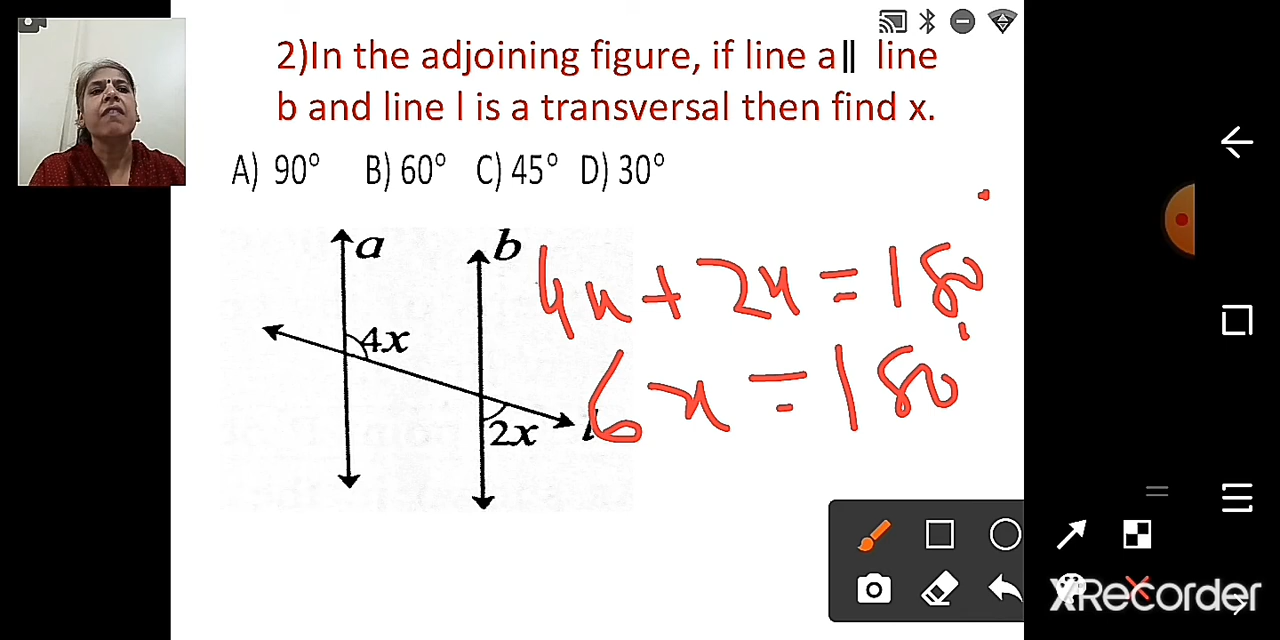 2)In the adjoining figure, if line a|| line
b and line l is a transversal then find x.
A) 90° B) 60° C) 45° D) 30°
a
b
4x + 2x = 180
4x
6x = 180
2x
l
XRecorder